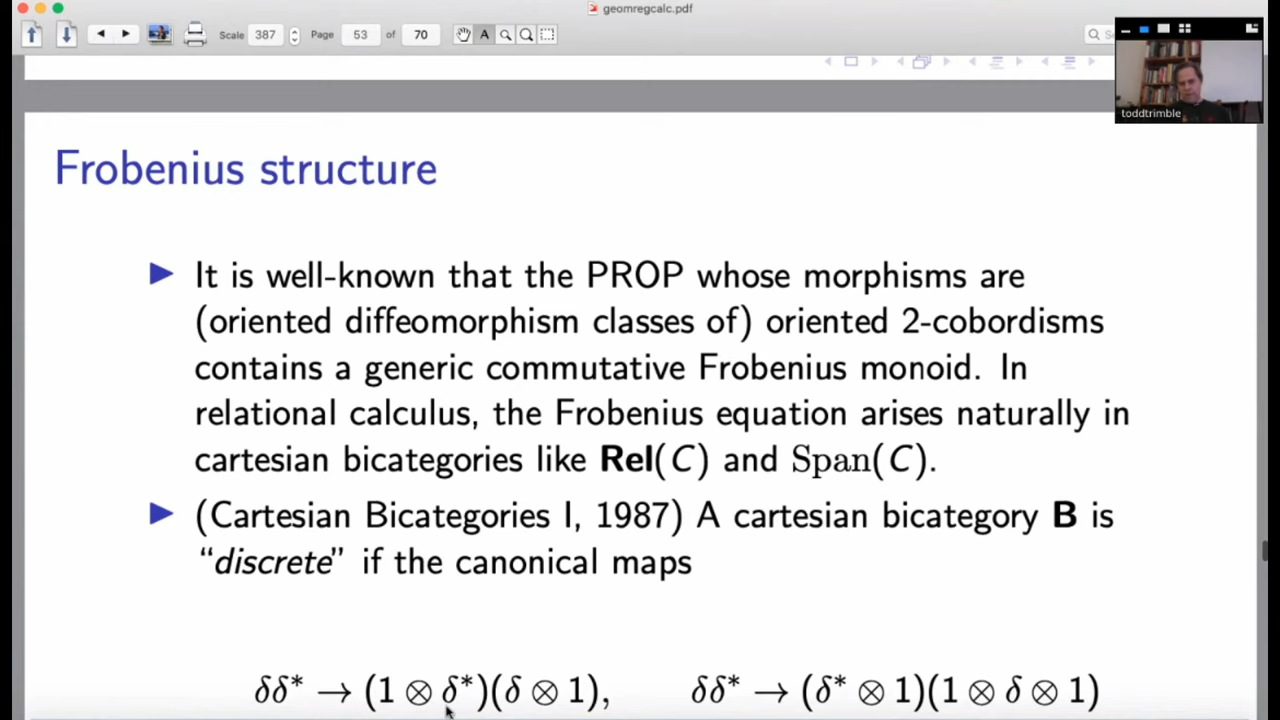 geomregcalc.pdf
Scale 387 Page 53 of 70
toddtrimble
Frobenius structure
It is well-known that the PROP whose morphisms are
(oriented diffeomorphism classes of) oriented 2-cobordisms
contains a generic commutative Frobenius monoid. In
relational calculus, the Frobenius equation arises naturally in
cartesian bicategories like Rel(C) and Span(C).
(Cartesian Bicategories I, 1987) A cartesian bicategory B is
“discrete” if the canonical maps
δδ* → (1 ⊗ δ*)(δ ⊗ 1), δδ* → (δ* ⊗ 1)(1 ⊗ δ ⊗ 1)